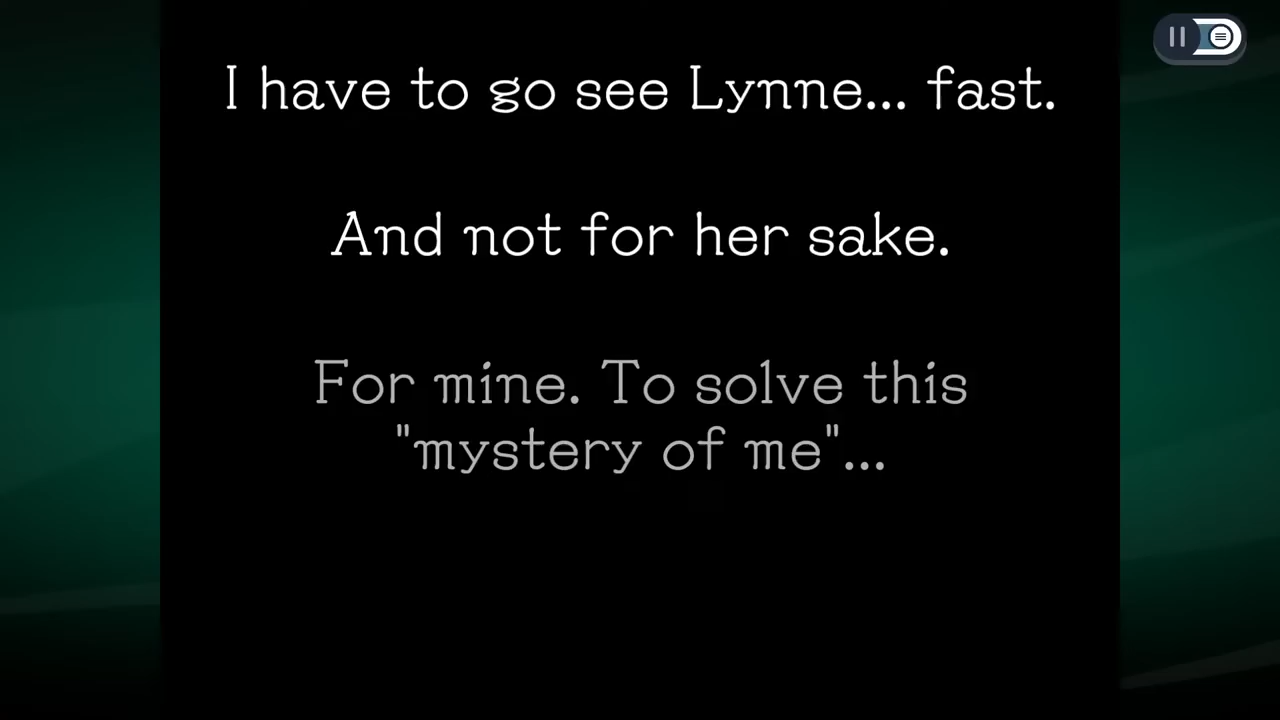 I have to go see Lynne... fast.
And not for her sake.
For mine. To solve this
"mystery of me"...